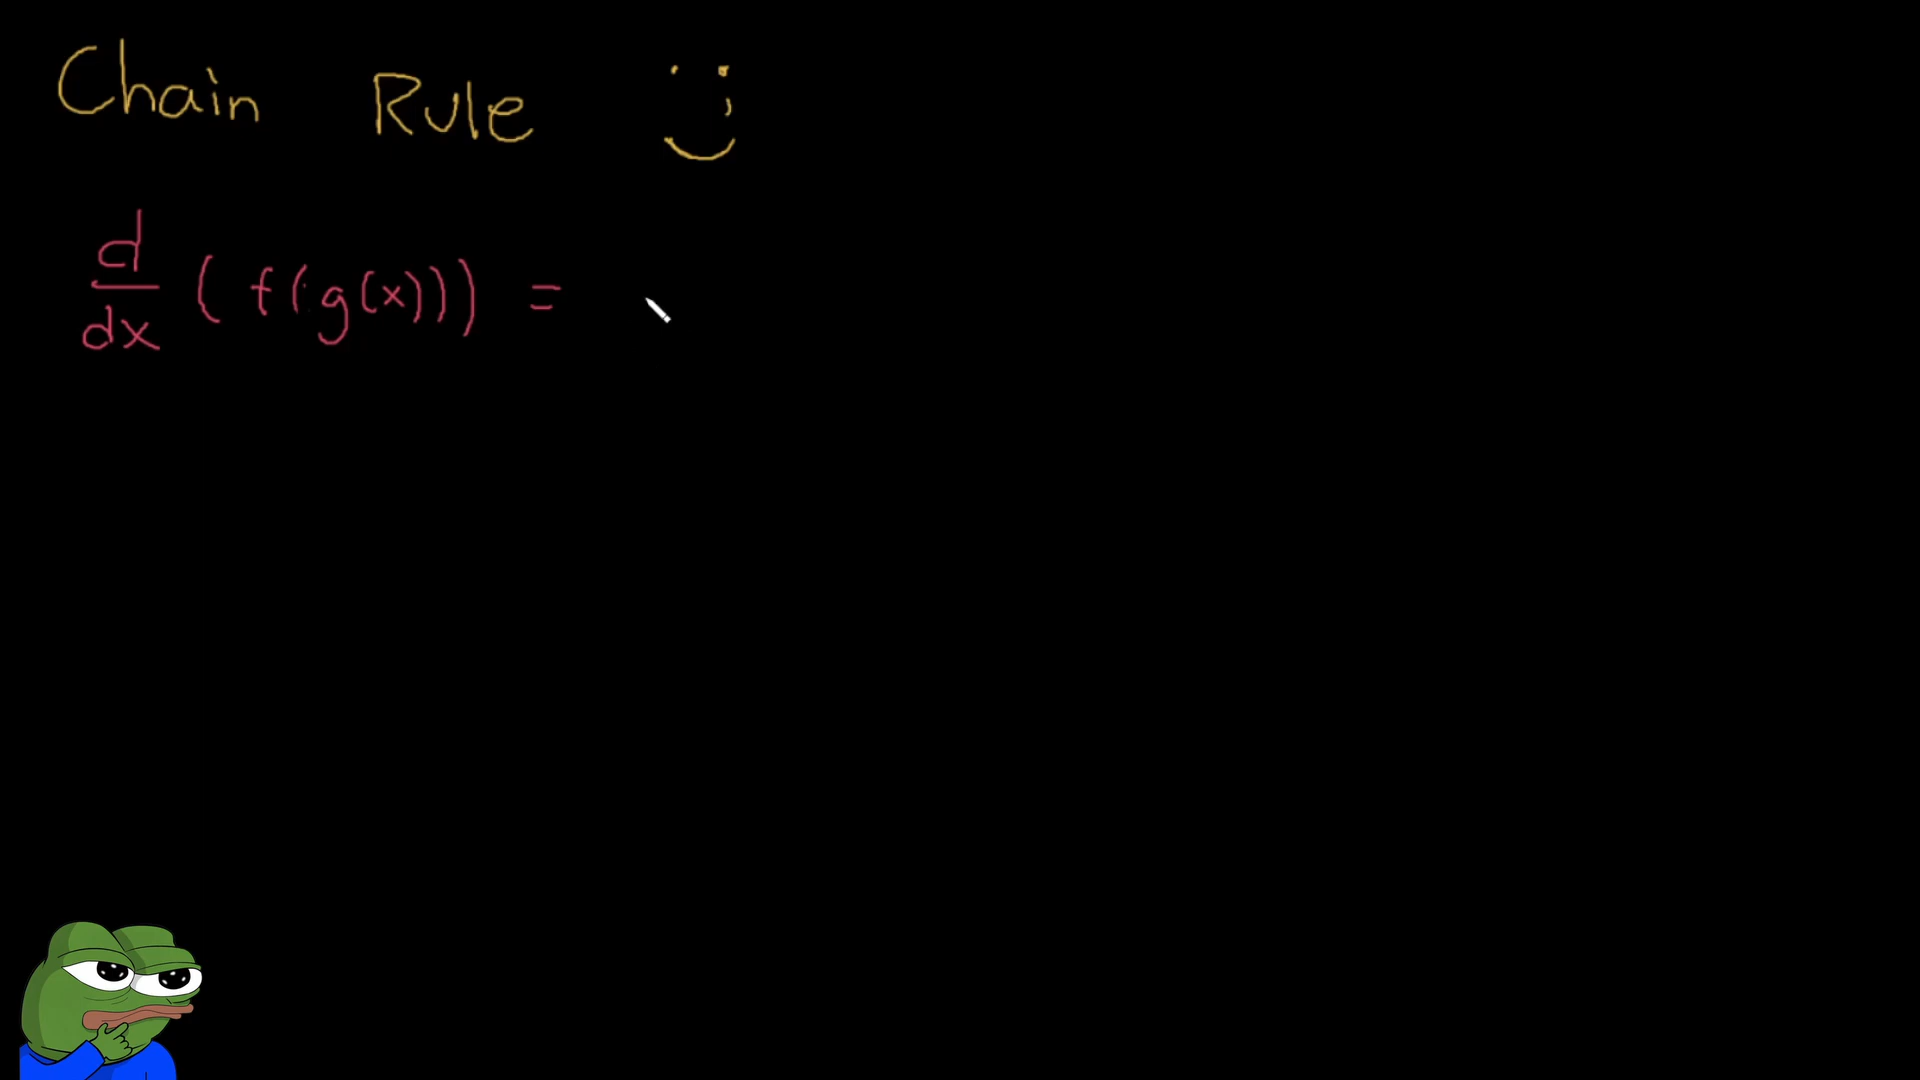 Chain Rule :)
d/dx (f(g(x))) =